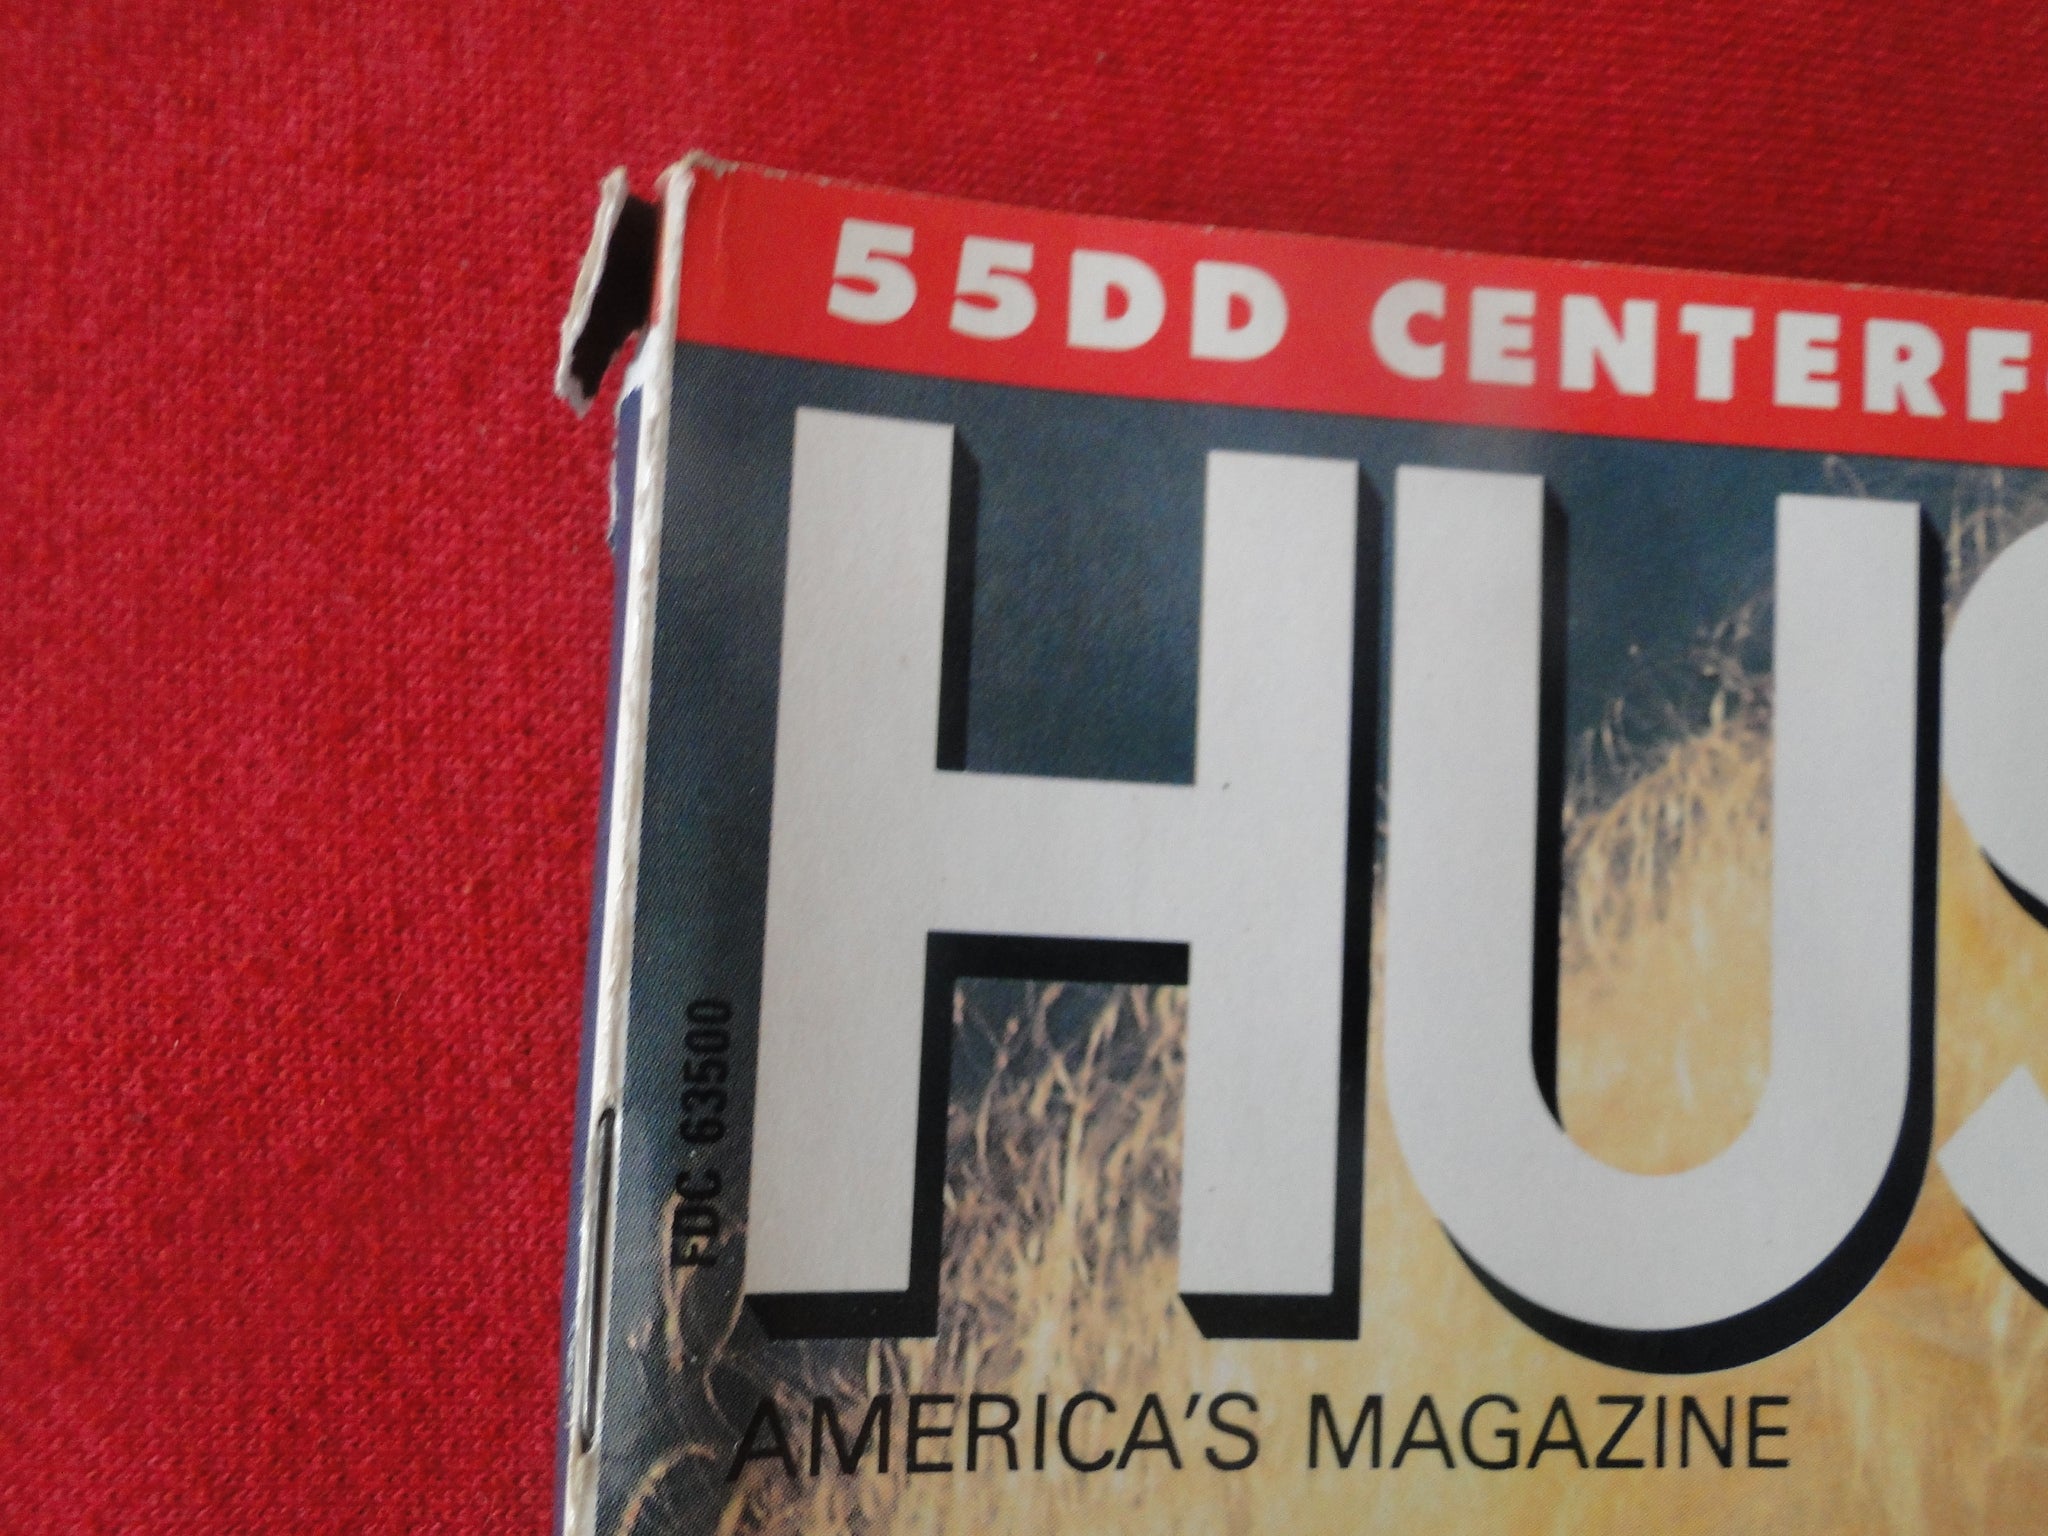 55DD CENTERF
HUS
FDC 63500
AMERICA'S MAGAZINE